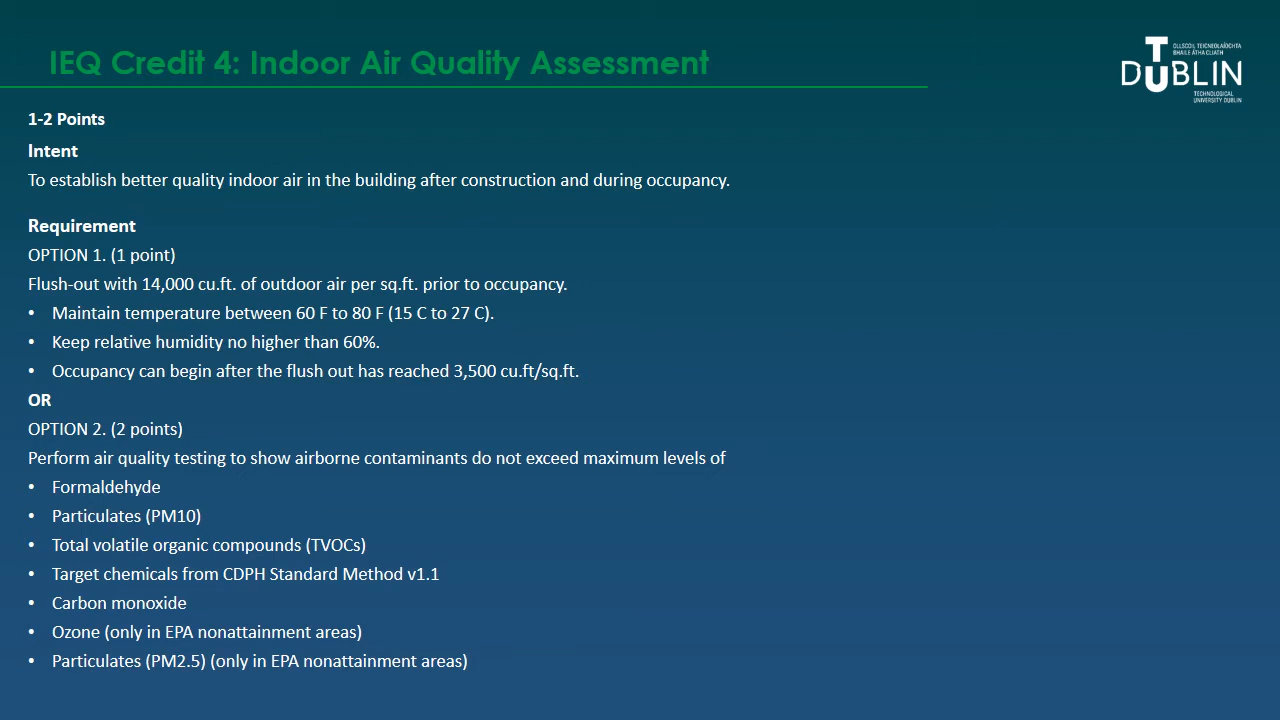 IEQ Credit 4: Indoor Air Quality Assessment
OLLSCOIL TEICNEOLAÍOCHTA
BHAILE ÁTHA CLIATH
TU DUBLIN
TECHNOLOGICAL
UNIVERSITY DUBLIN
1-2 Points
Intent
To establish better quality indoor air in the building after construction and during occupancy.
Requirement
OPTION 1. (1 point)
Flush-out with 14,000 cu.ft. of outdoor air per sq.ft. prior to occupancy.
• Maintain temperature between 60 F to 80 F (15 C to 27 C).
• Keep relative humidity no higher than 60%.
• Occupancy can begin after the flush out has reached 3,500 cu.ft/sq.ft.
OR
OPTION 2. (2 points)
Perform air quality testing to show airborne contaminants do not exceed maximum levels of
• Formaldehyde
• Particulates (PM10)
• Total volatile organic compounds (TVOCs)
• Target chemicals from CDPH Standard Method v1.1
• Carbon monoxide
• Ozone (only in EPA nonattainment areas)
• Particulates (PM2.5) (only in EPA nonattainment areas)